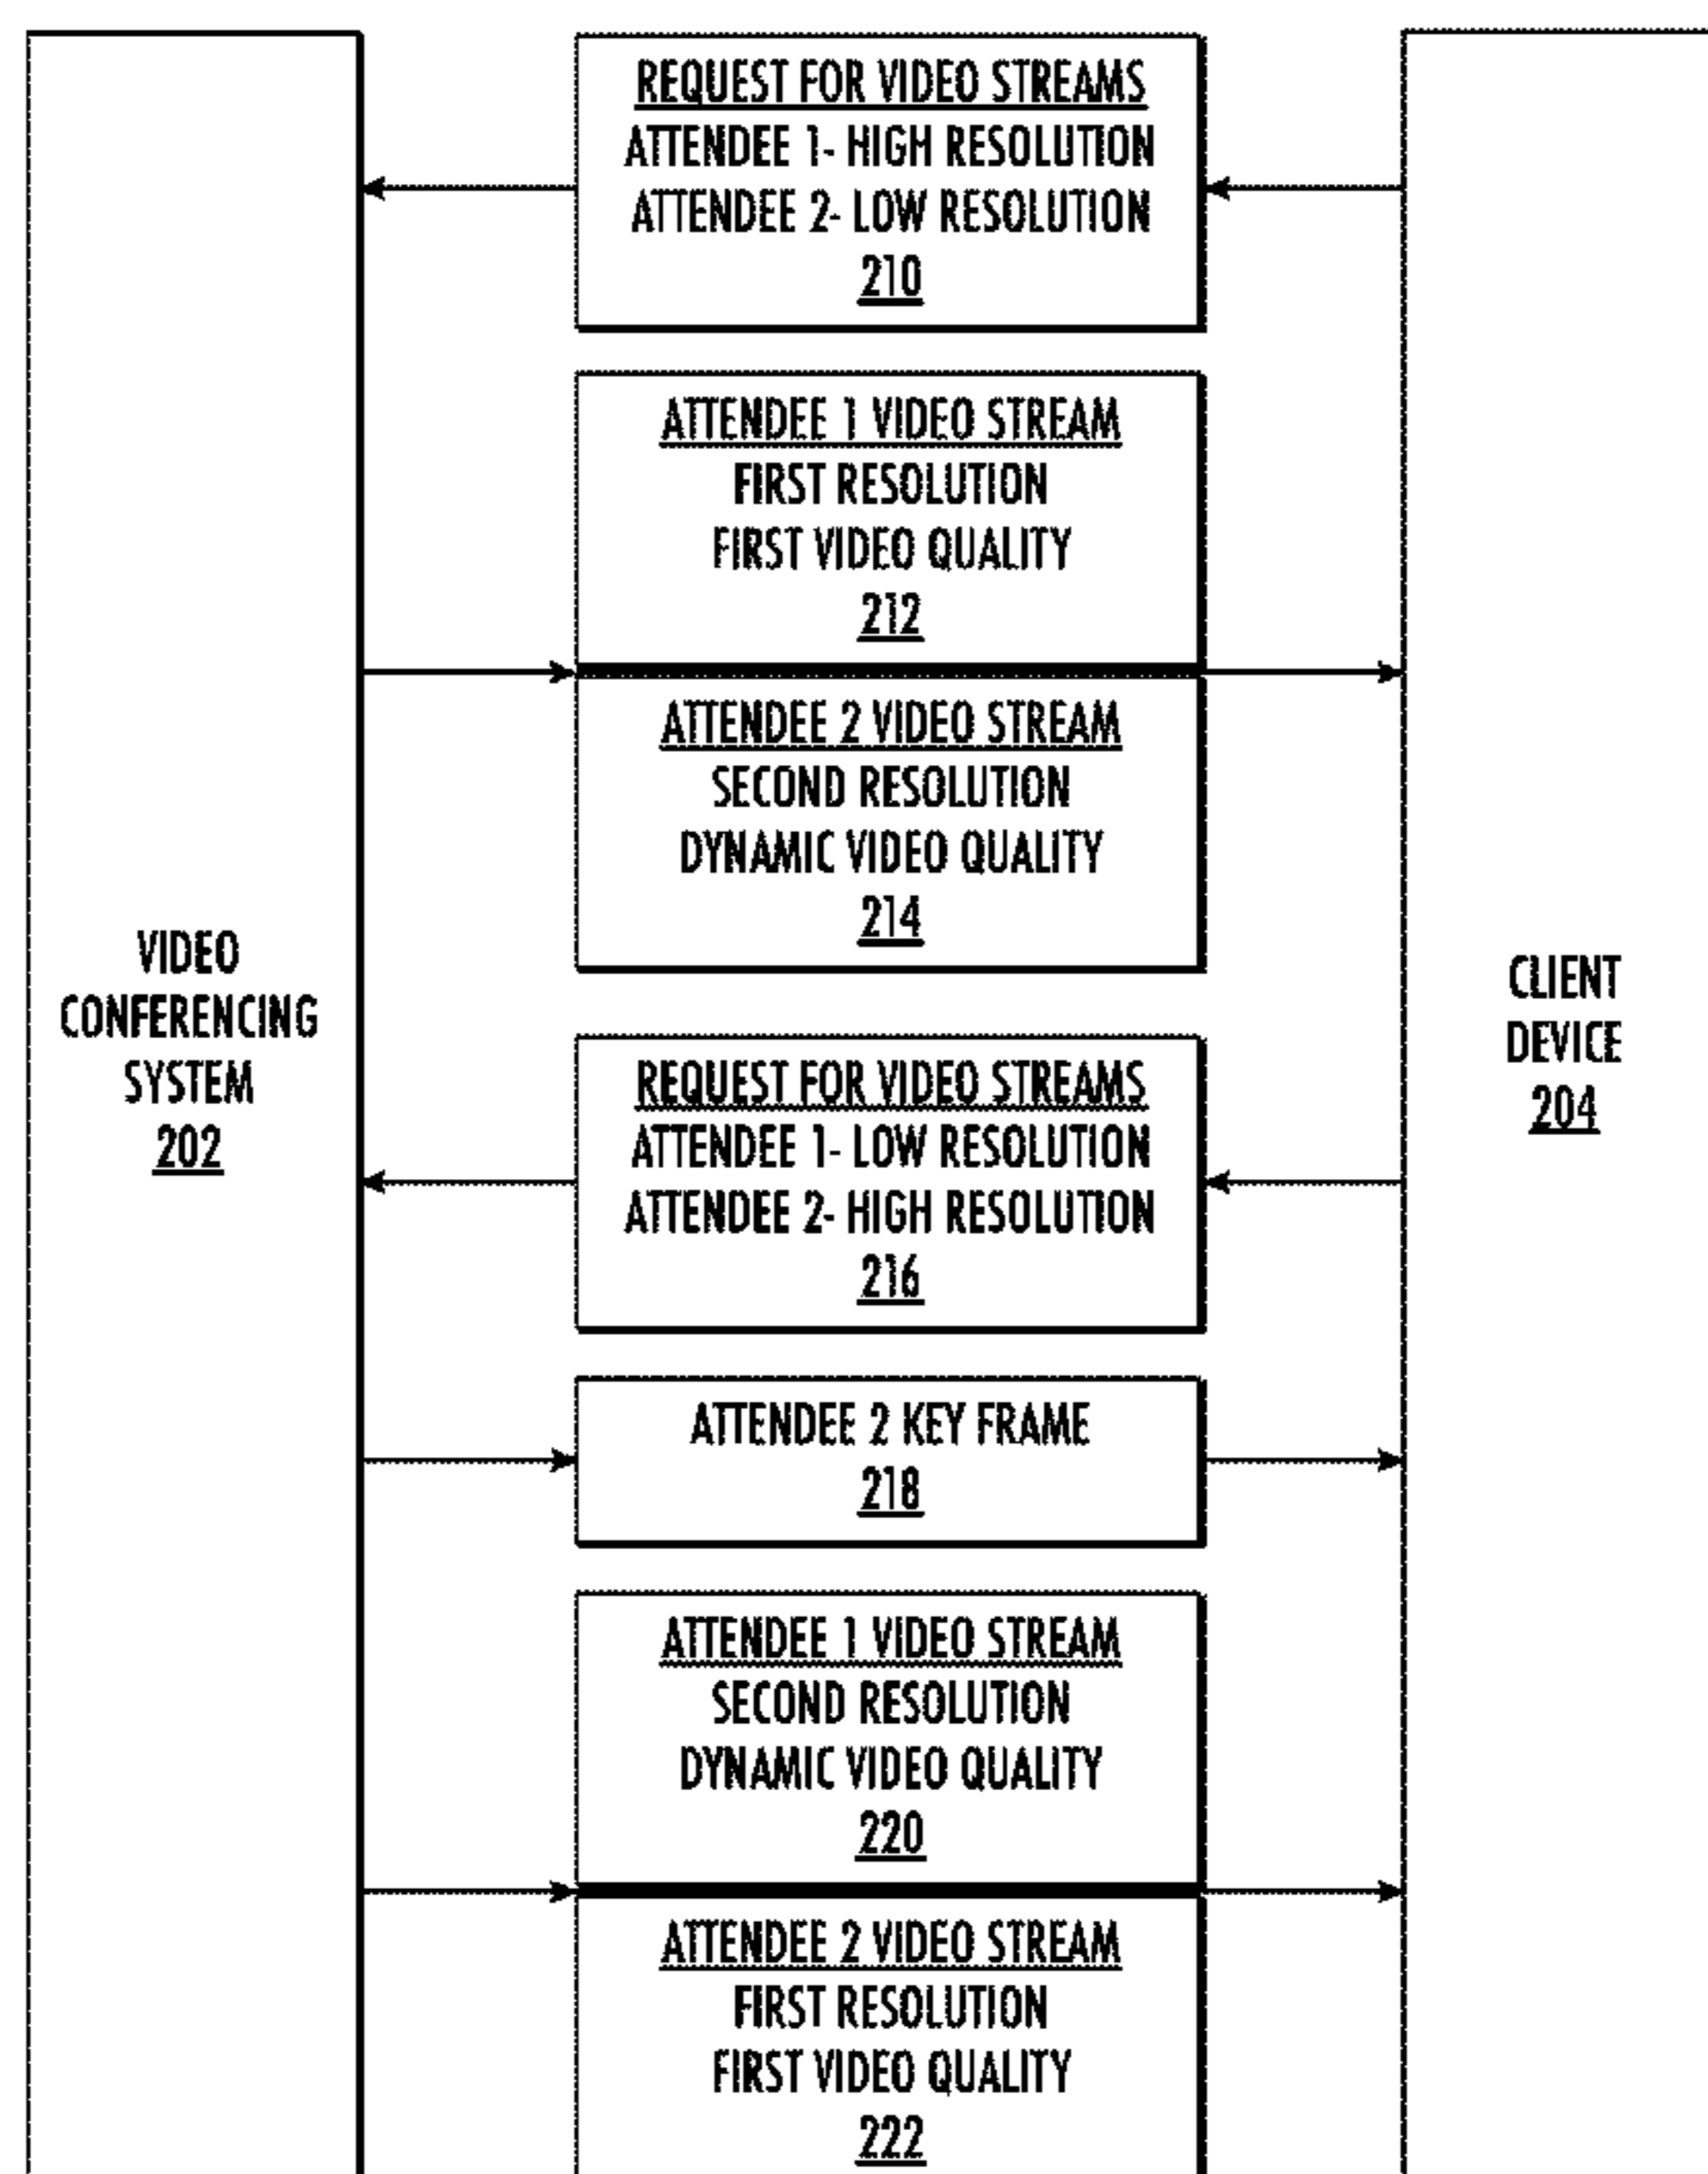 REQUEST FOR VIDEO STREAMS
ATTENDEE 1- HIGH RESOLUTION
ATTENDEE 2- LOW RESOLUTION
210
ATTENDEE 1 VIDEO STREAM
FIRST RESOLUTION
FIRST VIDEO QUALITY
212
ATTENDEE 2 VIDEO STREAM
SECOND RESOLUTION
DYNAMIC VIDEO QUALITY
214
VIDEO
CONFERENCING
SYSTEM
202
CLIENT
DEVICE
204
REQUEST FOR VIDEO STREAMS
ATTENDEE 1- LOW RESOLUTION
ATTENDEE 2- HIGH RESOLUTION
216
ATTENDEE 2 KEY FRAME
218
ATTENDEE 1 VIDEO STREAM
SECOND RESOLUTION
DYNAMIC VIDEO QUALITY
220
ATTENDEE 2 VIDEO STREAM
FIRST RESOLUTION
FIRST VIDEO QUALITY
222